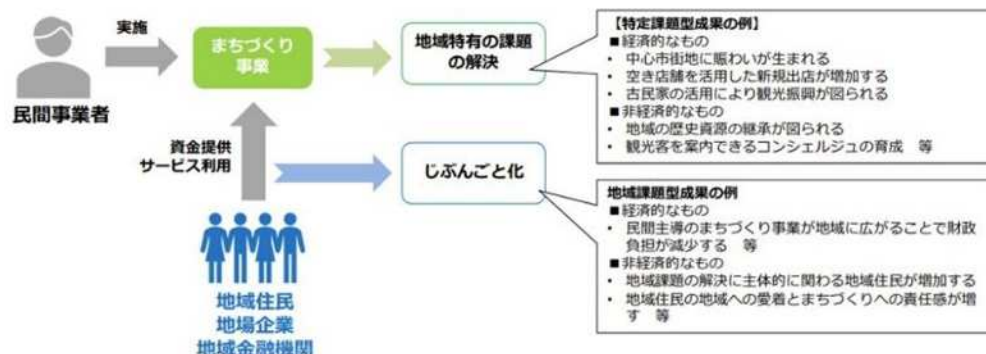 実施
民間事業者
まちづくり
事業
地域特有の課題
の解決
【特定課題型成果の例】
■経済的なもの
• 中心市街地に賑わいが生まれる
• 空き店舗を活用した新規出店が増加する
• 古民家の活用により観光振興が図られる
■非経済的なもの
• 地域の歴史資源の継承が図られる
• 観光客を案内できるコンシェルジュの育成 等
資金提供
サービス利用
じぶんごと化
地域課題型成果の例
■経済的なもの
• 民間主導のまちづくり事業が地域に広がることで財政
負担が減少する 等
■非経済的なもの
• 地域課題の解決に主体的に関わる地域住民が増加する
• 地域住民の地域への愛着とまちづくりへの責任感が増
す 等
地域住民
地場企業
地域金融機関